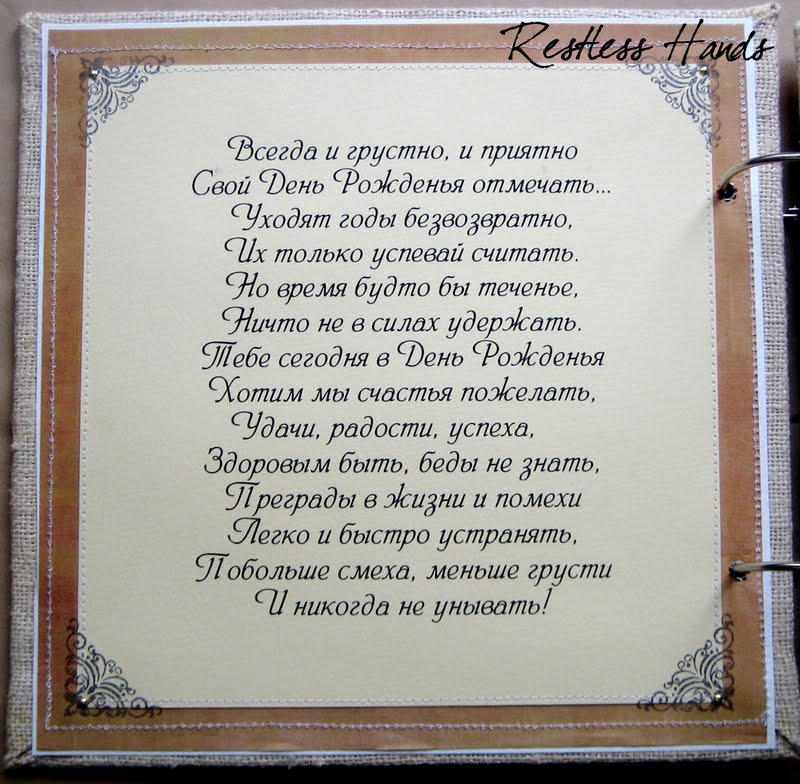 Restless Hands
Всегда и грустно, и приятно
Свой День Рожденья отмечать...
Уходят годы безвозвратно,
Их только успевай считать.
Но время будто бы теченье,
Ничто не в силах удержать.
Тебе сегодня в День Рожденья
Хотим мы счастья пожелать,
Удачи, радости, успеха,
Здоровым быть, беды не знать,
Преграды в жизни и помехи
Легко и быстро устранять,
Побольше смеха, меньше грусти
И никогда не унывать!